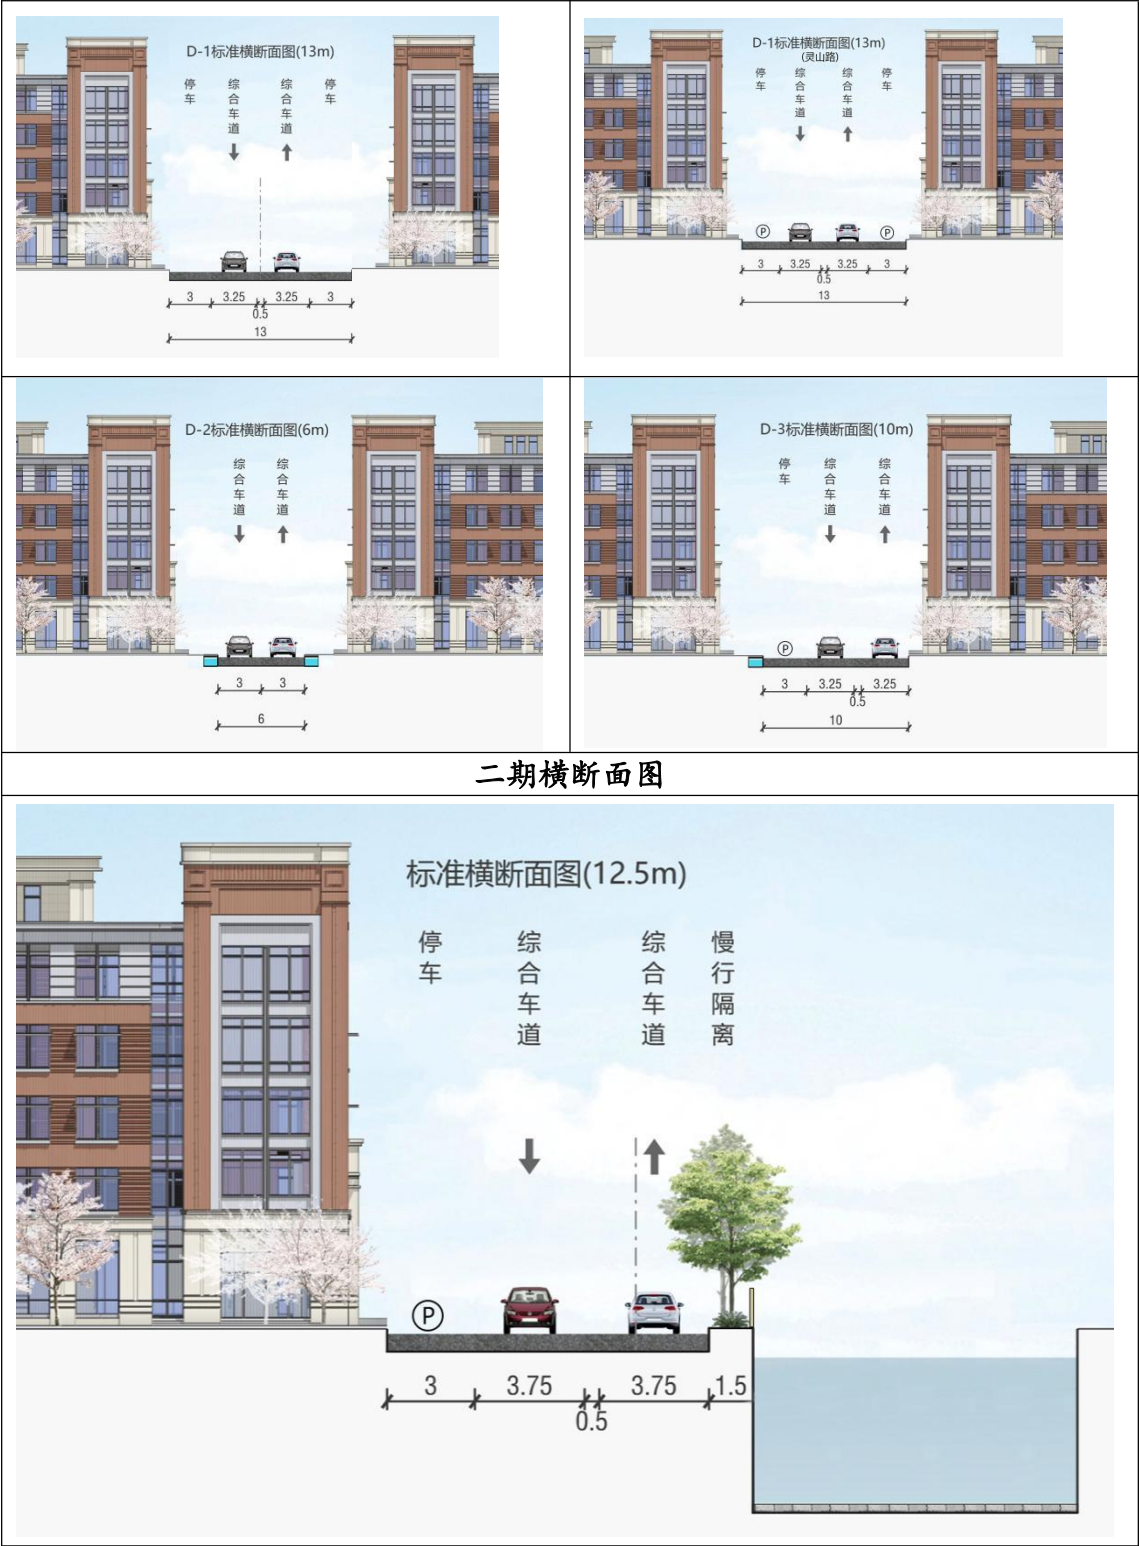 D-1标准横断面图(13m)
停车
综合车道
综合车道
停车
3
3.25
3.25
3
0.5
13
D-1标准横断面图(13m)
(灵山路)
停车
综合车道
综合车道
停车
P
P
3
3.25
3.25
3
0.5
13
D-2标准横断面图(6m)
综合车道
综合车道
3
3
6
D-3标准横断面图(10m)
停车
综合车道
综合车道
P
3
3.25
3.25
0.5
10
二期横断面图
标准横断面图(12.5m)
停车
综合车道
综合车道
慢行隔离
P
3
3.75
3.75
1.5
0.5